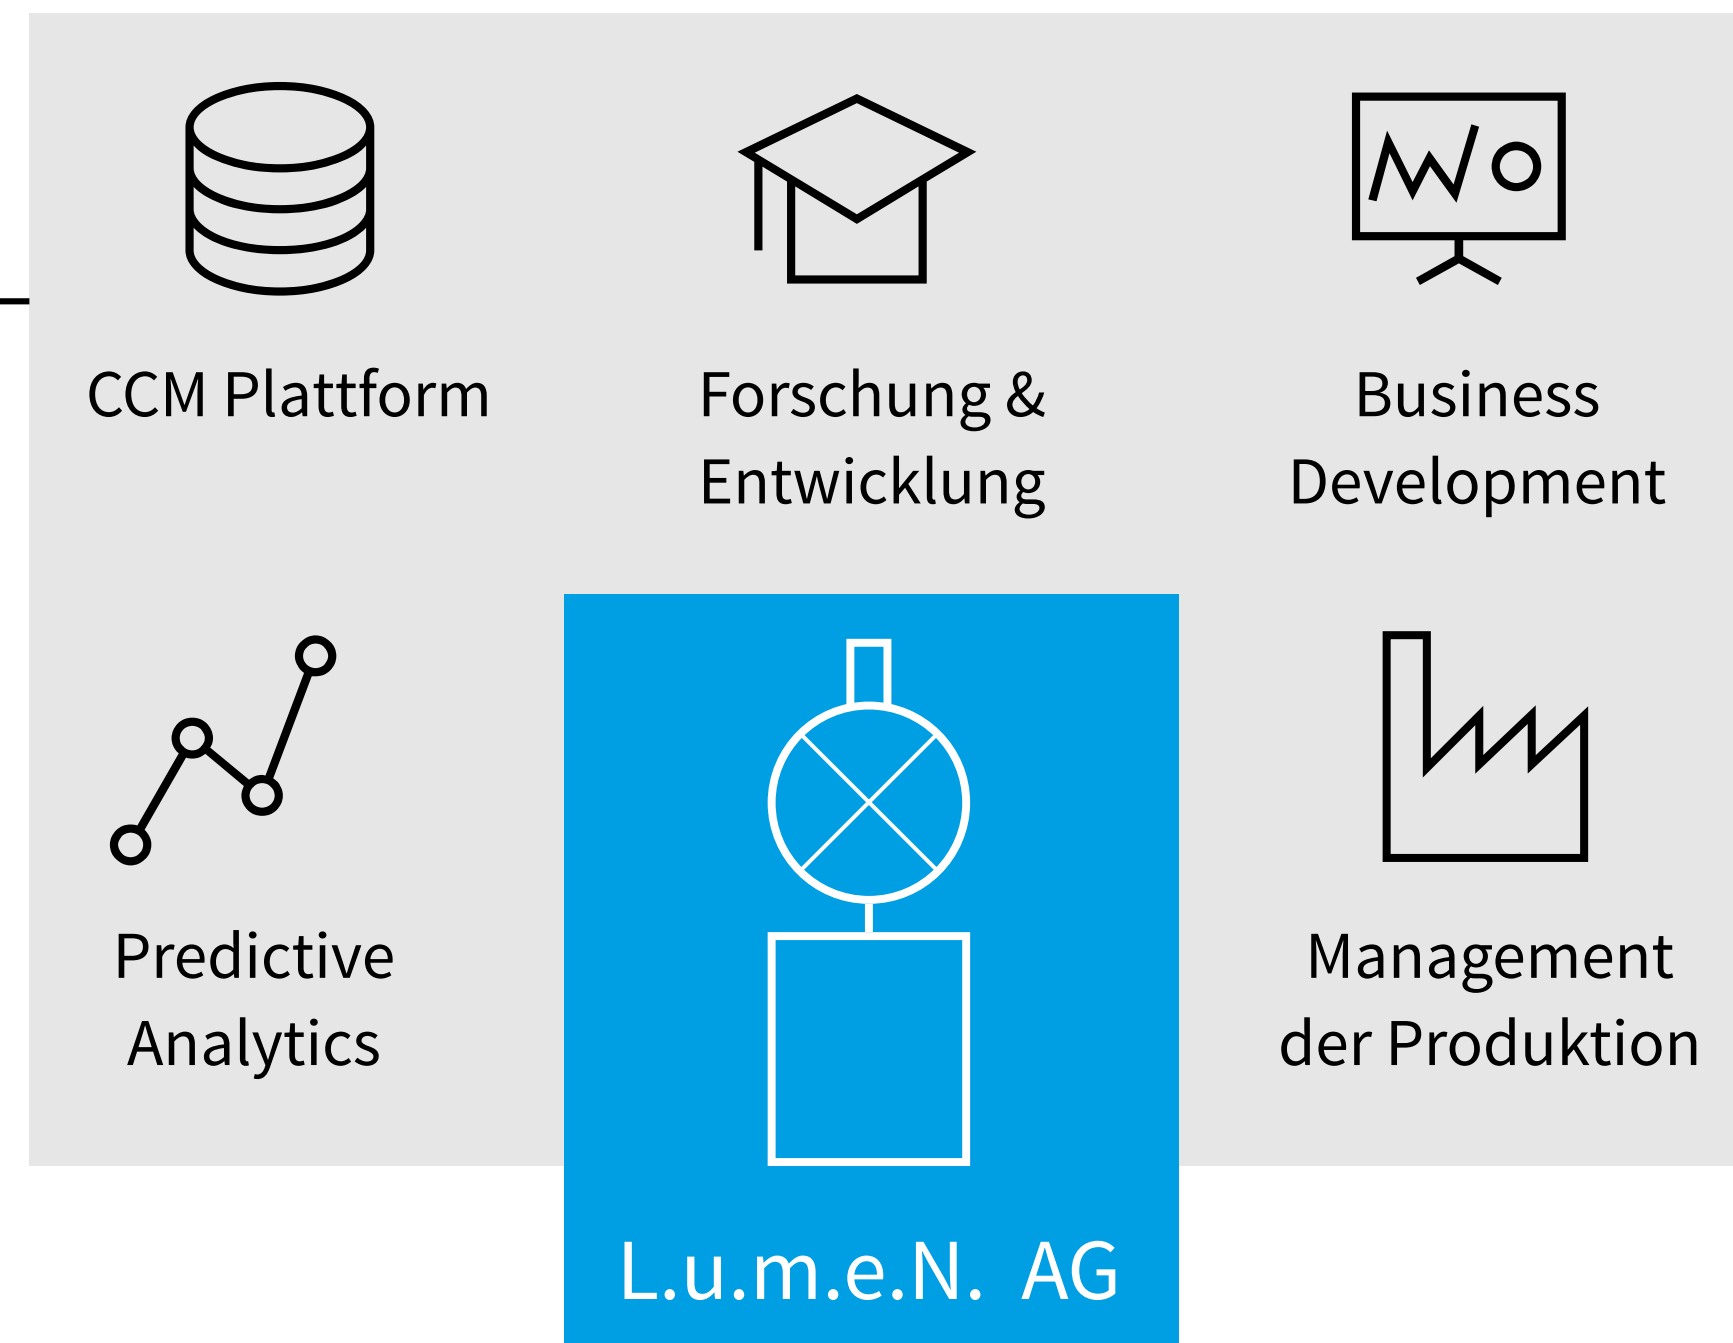 CCM Plattform
Forschung &
Entwicklung
Business
Development
Predictive
Analytics
Management
der Produktion
L.u.m.e.N. AG